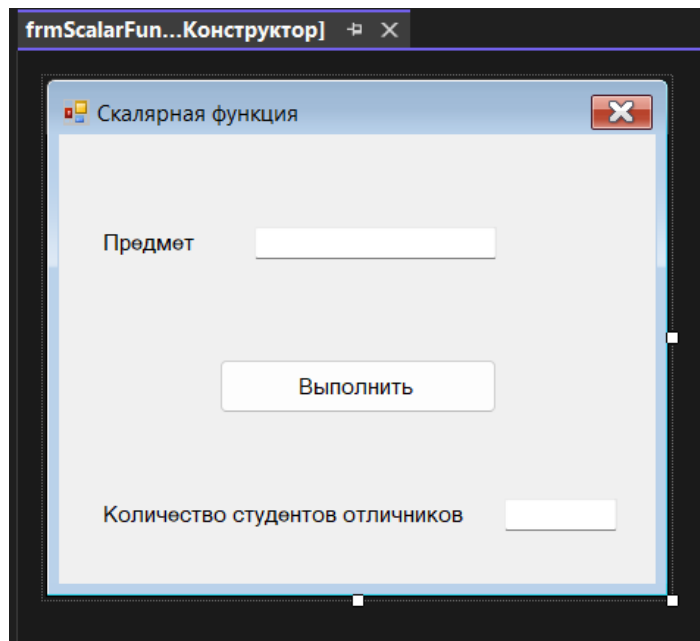 frmScalarFun...Конструктор]
Скалярная функция
Предмет
Выполнить
Количество студентов отличников